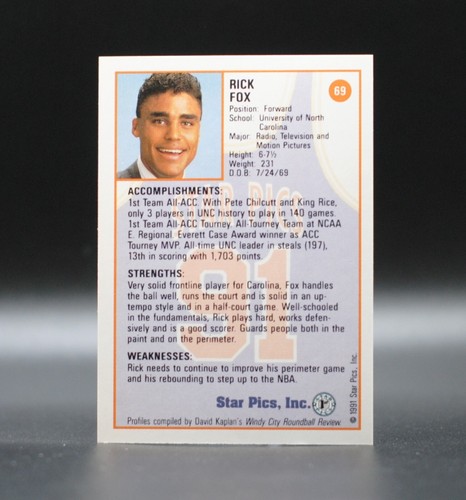 RICK
FOX
69
Position: Forward
School: University of North
Carolina
Major: Radio, Television and
Motion Pictures
Height: 6-7½
Weight: 231
D.O.B: 7/24/69
ACCOMPLISHMENTS:
1st Team All-ACC. With Pete Chilcutt and King Rice,
only 3 players in UNC history to play in 140 games.
1st Team All-ACC Tourney. All-Tourney Team at NCAA
E. Regional. Everett Case Award winner as ACC
Tourney MVP. All-time UNC leader in steals (197),
13th in scoring with 1,703 points.
STRENGTHS:
Very solid frontline player for Carolina, Fox handles
the ball well, runs the court and is solid in an up-
tempo style and in a half-court game. Well-schooled
in the fundamentals, Rick plays hard, works defen-
sively and is a good scorer. Guards people both in the
paint and on the perimeter.
WEAKNESSES:
Rick needs to continue to improve his perimeter game
and his rebounding to step up to the NBA.
Star Pics, Inc.
Profiles compiled by David Kaplan's Windy City Roundball Review.
© 1991 Star Pics, Inc.
STAR PICS
91